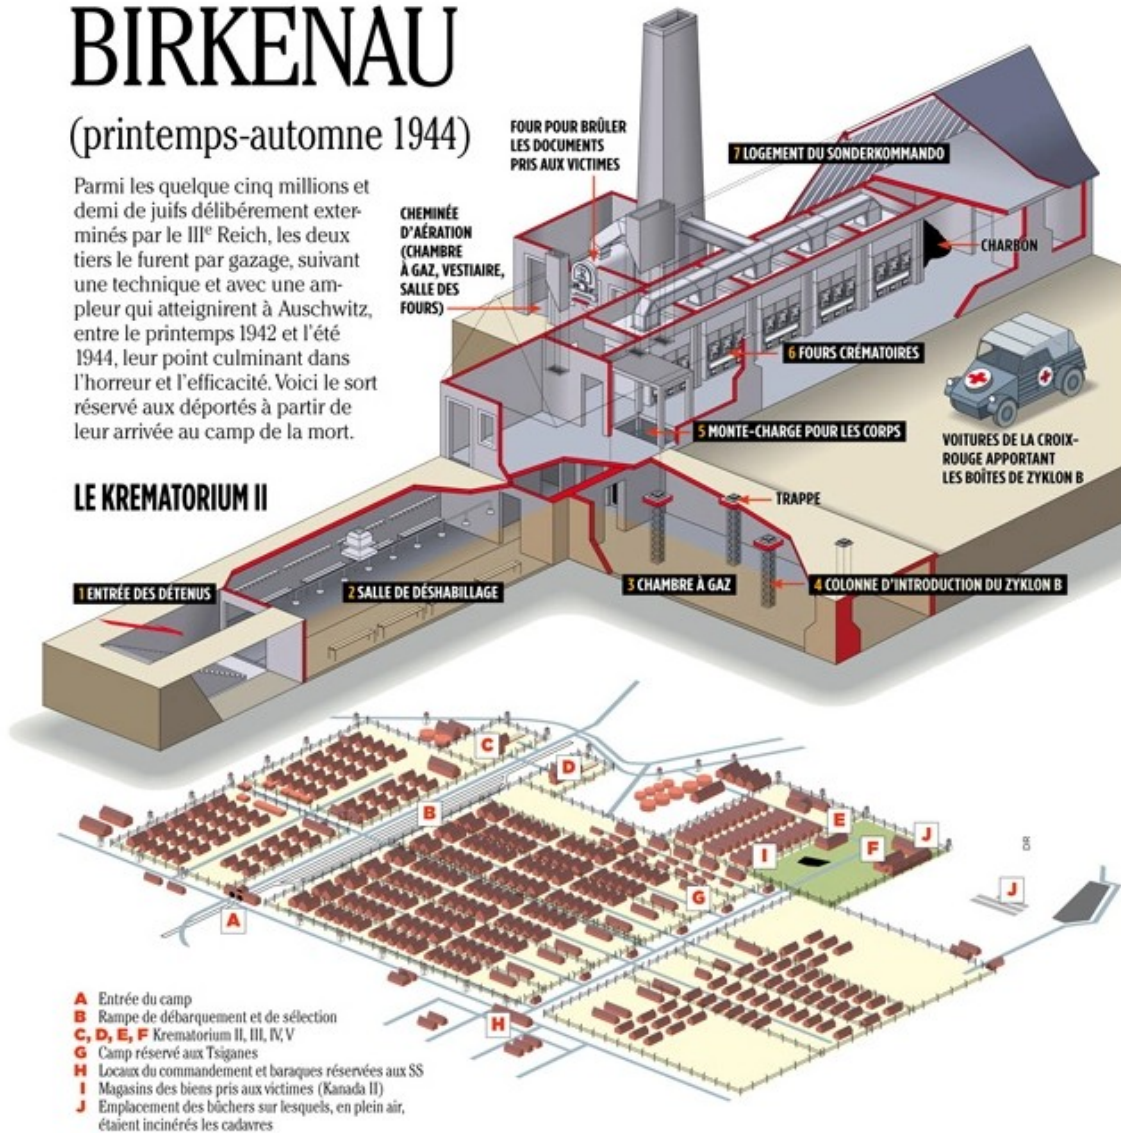 BIRKENAU
(printemps-automne 1944)
Parmi les quelque cinq millions et
demi de juifs délibérement exter-
minés par le IIIe Reich, les deux
tiers le furent par gazage, suivant
une technique et avec une am-
pleur qui atteignirent à Auschwitz,
entre le printemps 1942 et l'été
1944, leur point culminant dans
l'horreur et l'efficacité. Voici le sort
réservé aux déportés à partir de
leur arrivée au camp de la mort.
LE KREMATORIUM II
FOUR POUR BRÛLER
LES DOCUMENTS
PRIS AUX VICTIMES
CHEMINÉE
D'AÉRATION
(CHAMBRE
À GAZ, VESTIAIRE,
SALLE DES
FOURS)
7 LOGEMENT DU SONDERKOMMANDO
CHARBON
6 FOURS CRÉMATOIRES
5 MONTE-CHARGE POUR LES CORPS
VOITURES DE LA CROIX-
ROUGE APPORTANT
LES BOÎTES DE ZYKLON B
TRAPPE
1 ENTRÉE DES DÉTENUS
2 SALLE DE DÉSHABILLAGE
3 CHAMBRE À GAZ
4 COLONNE D'INTRODUCTION DU ZYKLON B
C
D
B
E
J
I
F
G
J
A
H
DR
A Entrée du camp
B Rampe de débarquement et de sélection
C, D, E, F Krematorium II, III, IV, V
G Camp réservé aux Tsiganes
H Locaux du commandement et baraques réservées aux SS
I Magasins des biens pris aux victimes (Kanada II)
J Emplacement des bûchers sur lesquels, en plein air,
étaient incinérés les cadavres